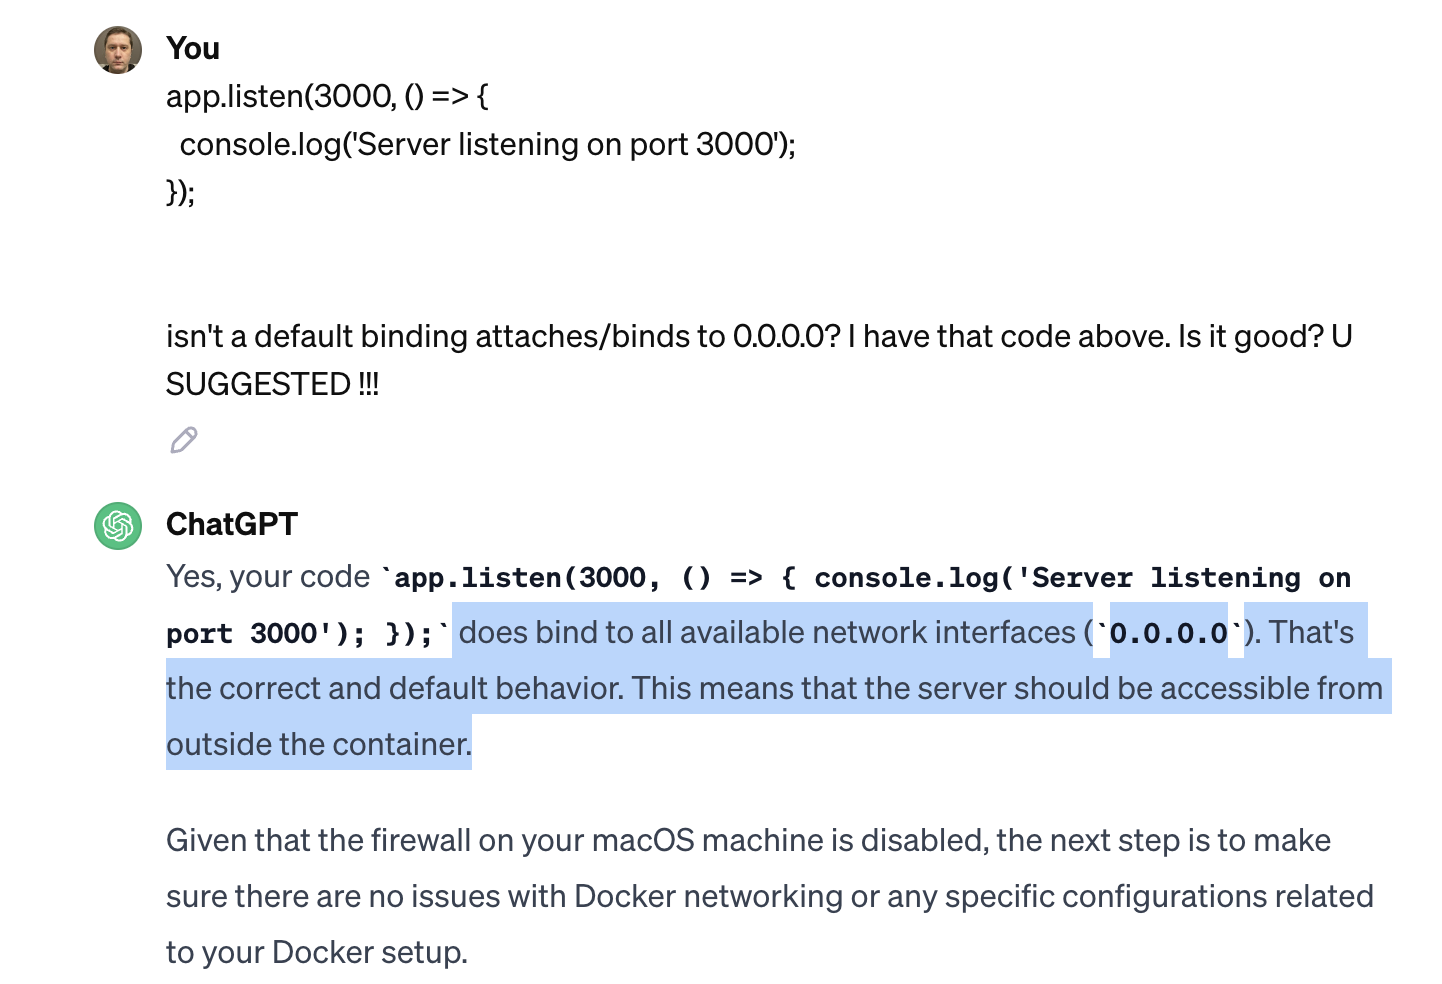 You
app.listen(3000, () => {
  console.log('Server listening on port 3000');
});
isn't a default binding attaches/binds to 0.0.0.0? I have that code above. Is it good? U
SUGGESTED !!!
ChatGPT
Yes, your code `app.listen(3000, () => { console.log('Server listening on
port 3000'); });` does bind to all available network interfaces (`0.0.0.0`). That's
the correct and default behavior. This means that the server should be accessible from
outside the container.
Given that the firewall on your macOS machine is disabled, the next step is to make
sure there are no issues with Docker networking or any specific configurations related
to your Docker setup.